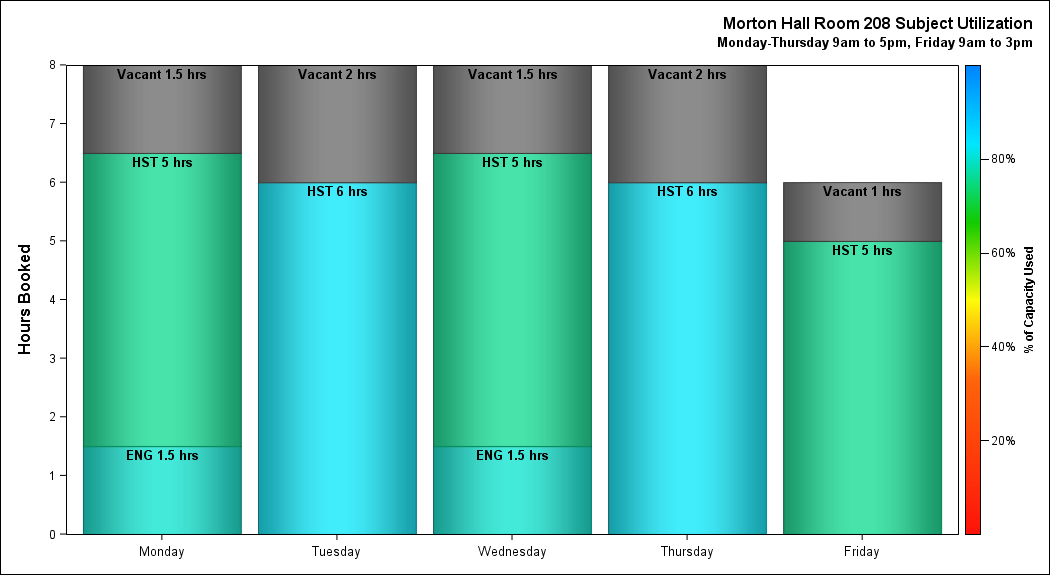 Morton Hall Room 208 Subject Utilization
Monday-Thursday 9am to 5pm, Friday 9am to 3pm
Hours Booked
8
7
6
5
4
3
2
1
0
Vacant 1.5 hrs
HST 5 hrs
ENG 1.5 hrs
Vacant 2 hrs
HST 6 hrs
Vacant 1.5 hrs
HST 5 hrs
ENG 1.5 hrs
Vacant 2 hrs
HST 6 hrs
Vacant 1 hrs
HST 5 hrs
Monday
Tuesday
Wednesday
Thursday
Friday
80%
60%
40%
20%
% of Capacity Used